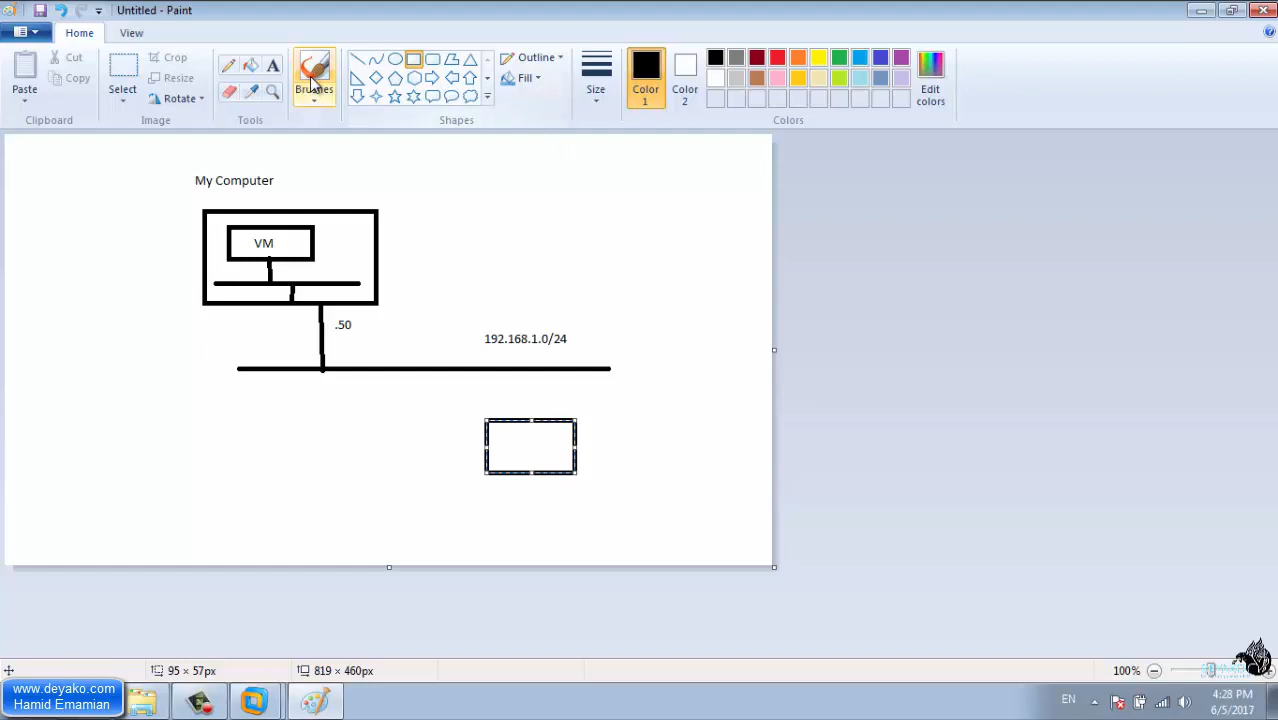 Untitled - Paint
Home
View
Paste
Cut
Copy
Clipboard
Select
Crop
Resize
Rotate
Image
Tools
Brushes
Shapes
Outline
Fill
Size
Color 1
Color 2
Edit colors
Colors
My Computer
VM
.50
192.168.1.0/24
95 × 57px
819 × 460px
100%
www.deyako.com
Hamid Emamian
EN
4:28 PM
6/5/2017